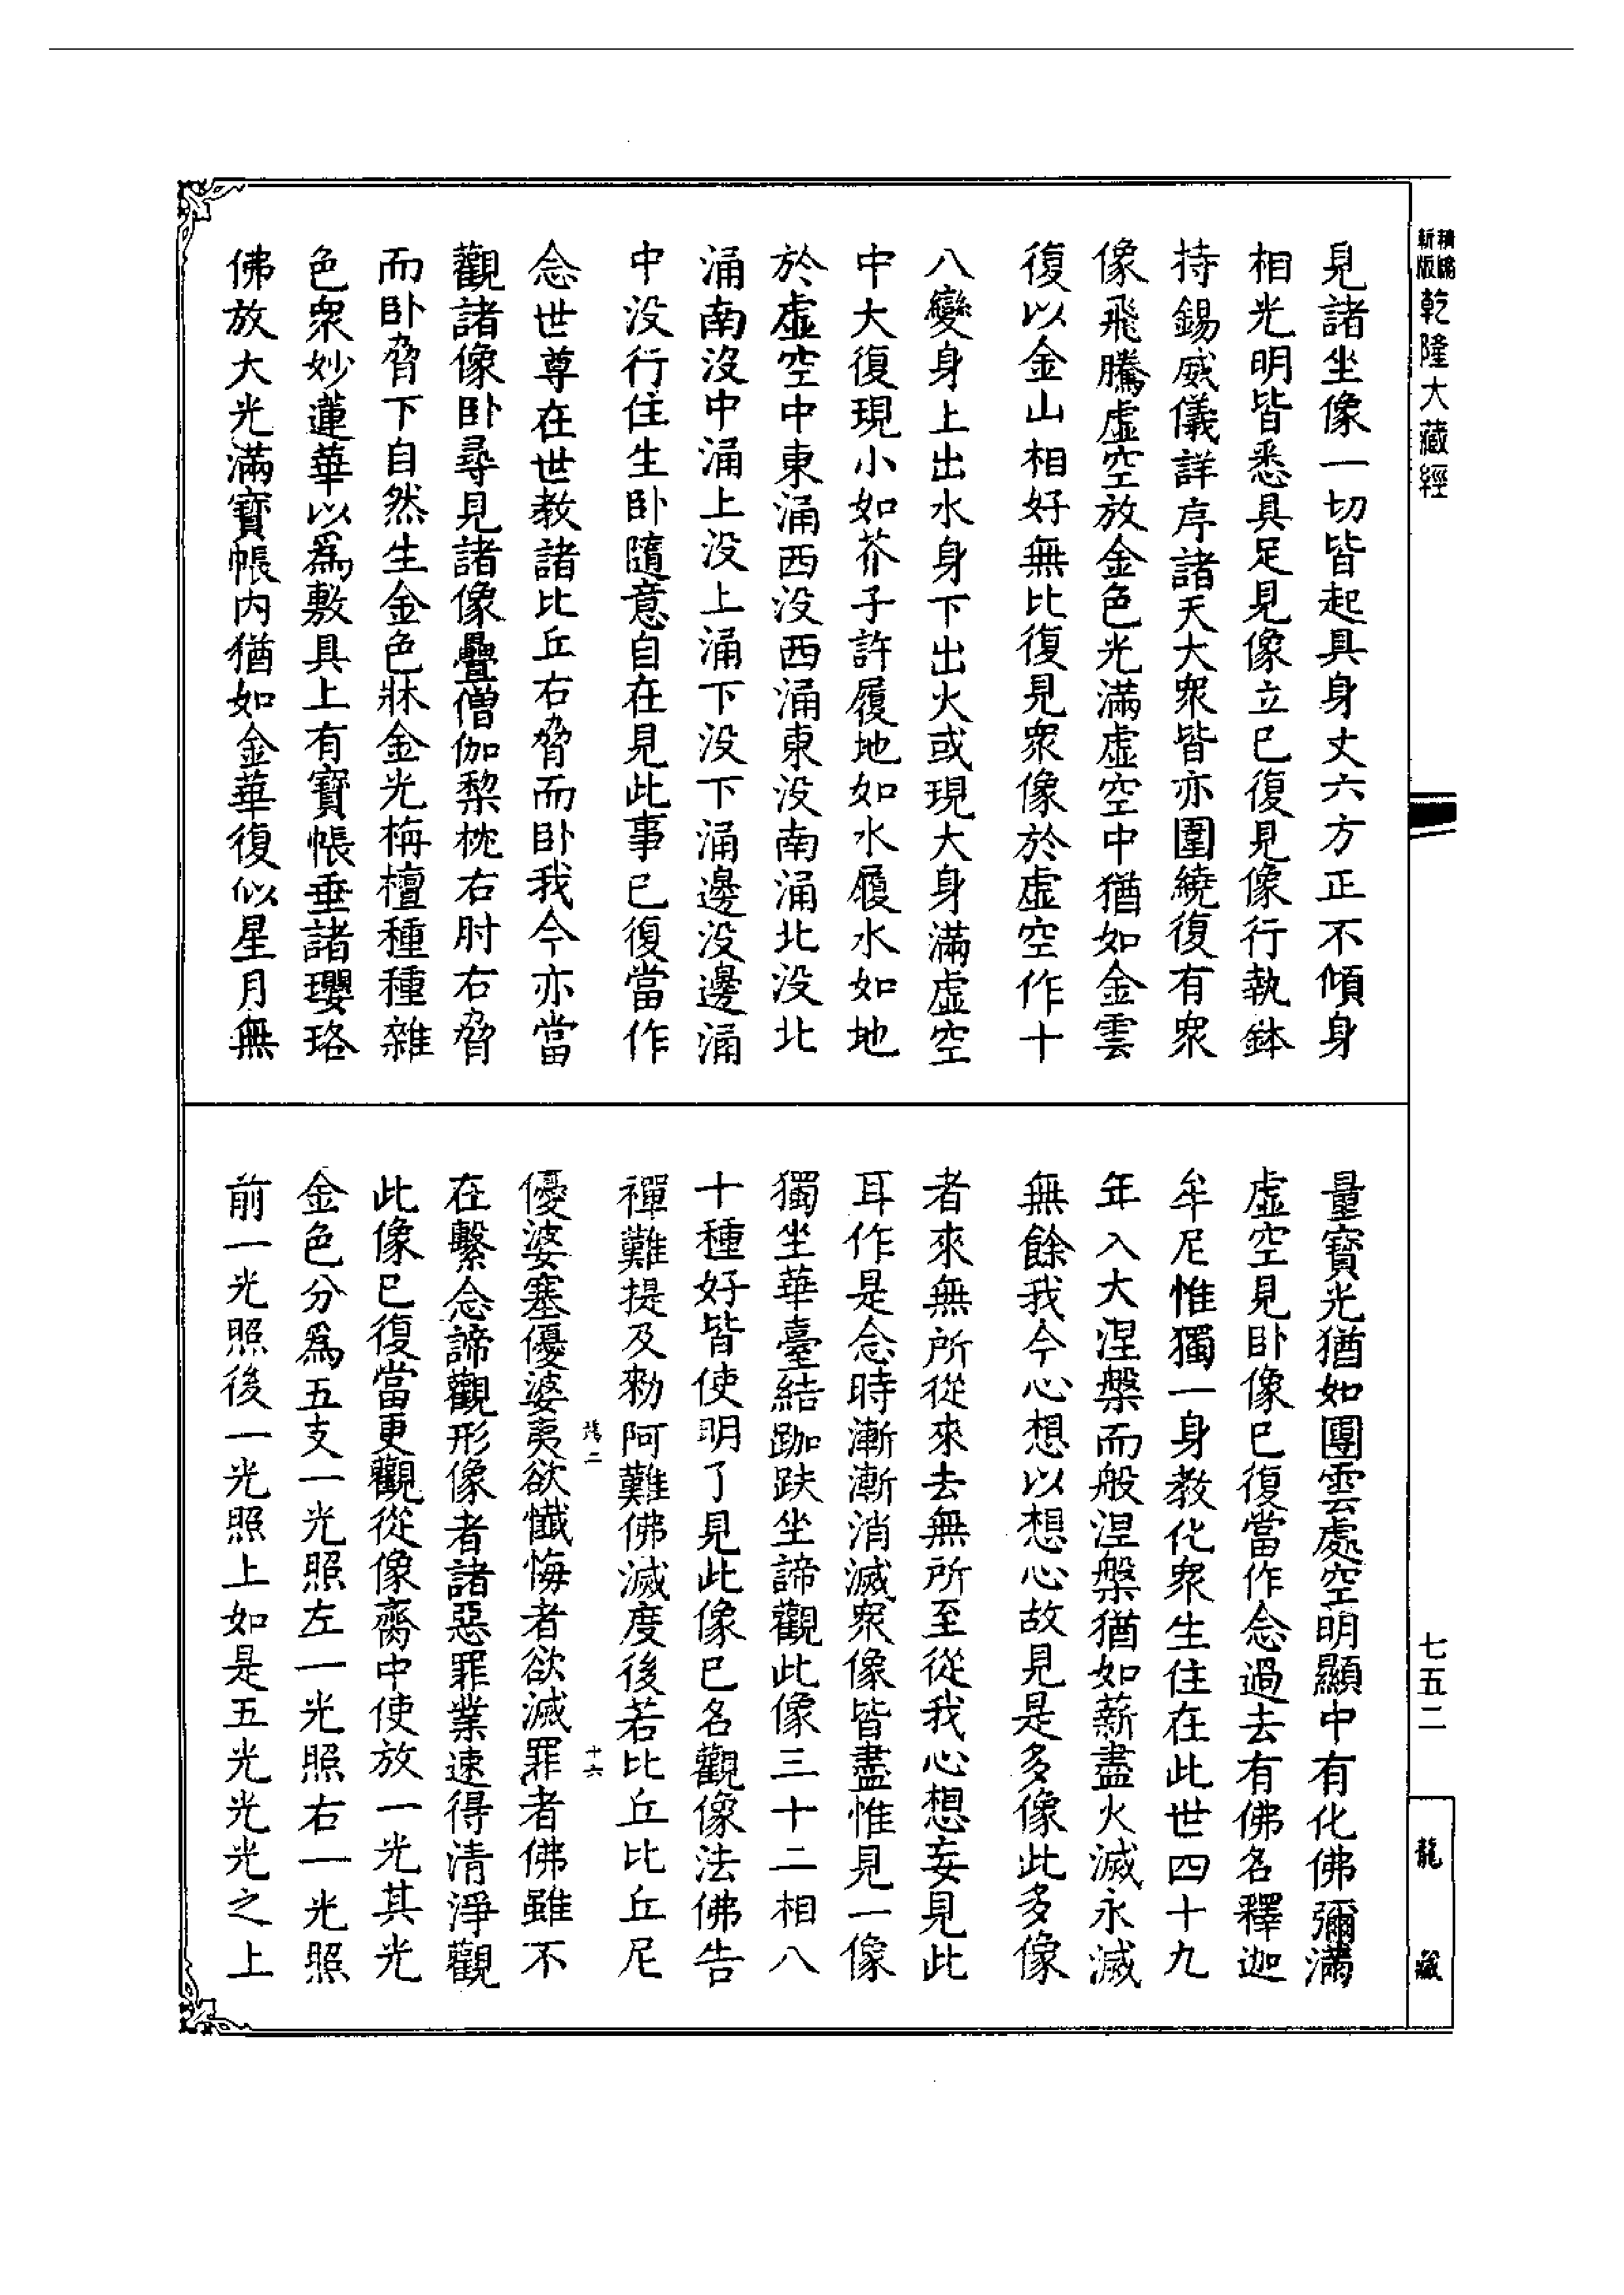 精編
新版
乾隆大藏經
見諸坐像一切皆起具身丈六方正不傾身
相光明皆悉具足見像立已復見像行執鉢
持錫威儀詳序諸天大衆皆亦圍繞復有衆
像飛騰虛空放金色光滿虛空中猶如金雲
復以金山相好無比復見衆像於虛空作十
八變身上出水身下出火或現大身滿虛空
中大復現小如芥子許履地如水履水如地
於虛空中東涌西没西涌東没南涌北没北
涌南没中涌上没上涌下没下涌邊没邊涌
中没行住坐卧隨意自在見此事已復當作
念世尊在世教諸比丘右脅而卧我今亦當
觀諸像卧尋見諸像疊僧伽棃枕右肘右脅
而卧脅下自然生金色牀金光栴檀種種雜
色衆妙蓮華以爲敷具上有寶帳垂諸瓔珞
佛放大光滿寶帳内猶如金華復似星月無
量寶光猶如團雲處空明顯中有化佛彌滿
虛空見卧像已復當作念過去有佛名釋迦
牟尼惟獨一身教化衆生住在此世四十九
年入大涅槃而般涅槃猶如薪盡火滅永滅
無餘我今心想以想心故見是多像此多像
者來無所從來去無所至從我心想妄見此
耳作是念時漸漸消滅衆像皆盡惟見一像
獨坐華臺結跏趺坐諦觀此像三十二相八
十種好皆使明了見此像已名觀像法佛告
禪難提及勑阿難佛滅度後若比丘比丘尼
十六
優婆塞優婆夷欲懺悔者欲滅罪者佛雖不
在繫念諦觀形像者諸惡罪業速得清淨觀
此像已復當更觀從像齊中使放一光其光
金色分爲五支一光照左一光照右一光照
前一光照後一光照上如是五光光光之上
七五二
龍藏